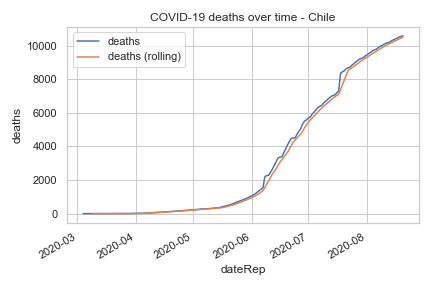 COVID-19 deaths over time - Chile
deaths
deaths (rolling)
10000
8000
6000
4000
2000
0
deaths
2020-03
2020-04
2020-05
2020-06
2020-07
2020-08
dateRep